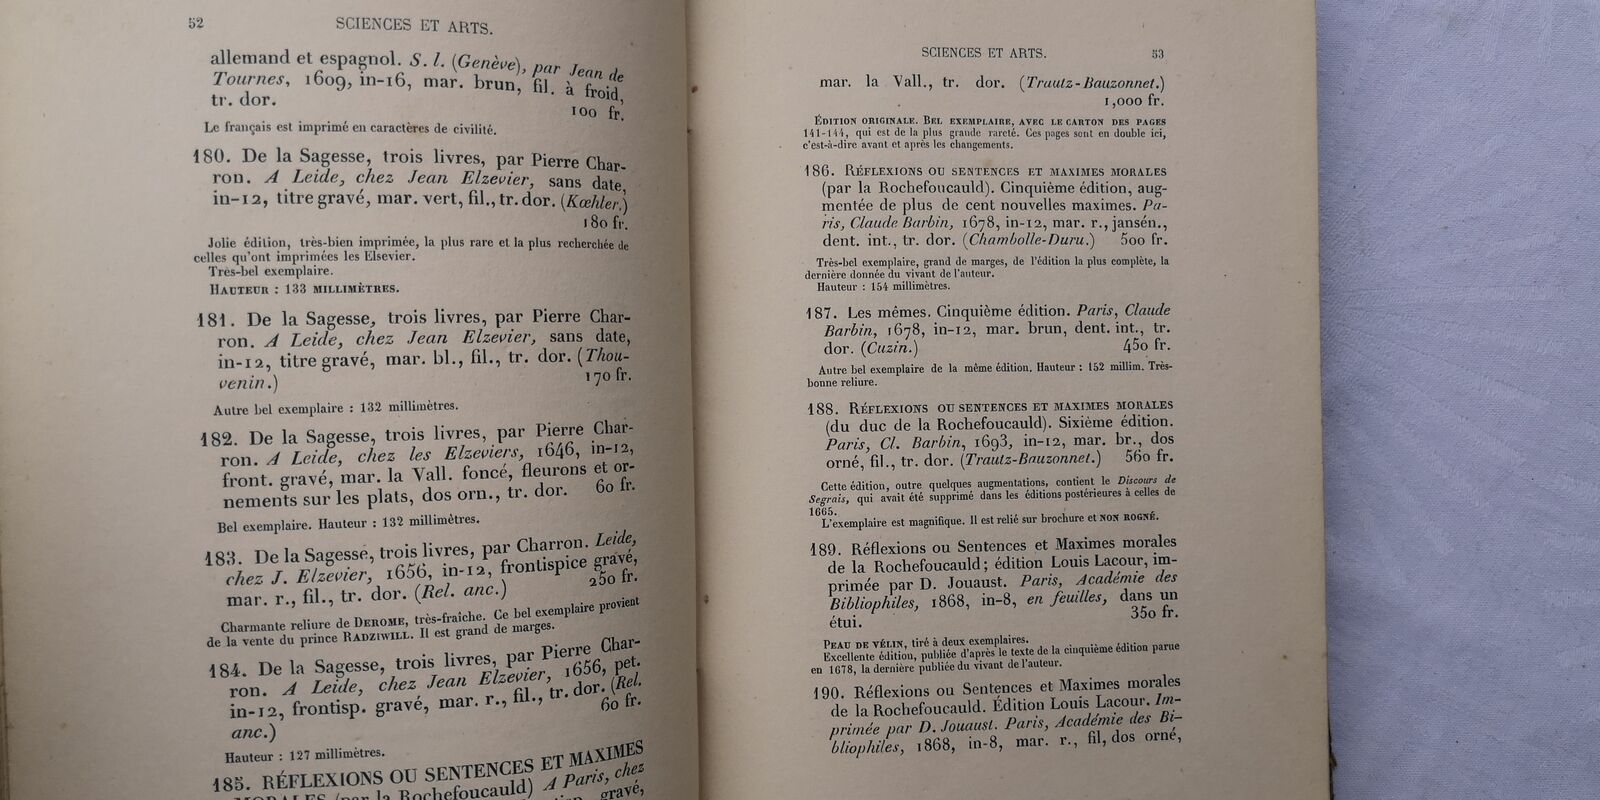 52
SCIENCES ET ARTS.
allemand et espagnol. S. l. (Genève), par Jean de
Tournes, 1609, in-16, mar. brun, fil. à froid,
tr. dor.
100 fr.
Le français est imprimé en caractères de civilité.
180. De la Sagesse, trois livres, par Pierre Char-
ron. A Leide, chez Jean Elzevier, sans date,
in-12, titre gravé, mar. vert, fil., tr. dor. (Kœhler.)
180 fr.
Jolie édition, très-bien imprimée, la plus rare et la plus recherchée de
celles qu'ont imprimées les Elsevier.
Très-bel exemplaire.
HAUTEUR : 133 MILLIMÈTRES.
181. De la Sagesse, trois livres, par Pierre Char-
ron. A Leide, chez Jean Elzevier, sans date,
in-12, titre gravé, mar. bl., fil., tr. dor. (Thou-
venin.) 170 fr.
Autre bel exemplaire : 132 millimètres.
182. De la Sagesse, trois livres, par Pierre Char-
ron. A Leide, chez les Elzeviers, 1646, in-12,
front. gravé, mar. la Vall. foncé, fleurons et or-
nements sur les plats, dos orn., tr. dor. 60 fr.
Bel exemplaire. Hauteur : 132 millimètres.
183. De la Sagesse, trois livres, par Charron. Leide,
chez J. Elzevier, 1656, in-12, frontispice gravé,
mar. r., fil., tr. dor. (Rel. anc.) 250 fr.
Charmante reliure de DEROME, très-fraîche. Ce bel exemplaire provient
de la vente du prince RADZIWILL. Il est grand de marges.
184. De la Sagesse, trois livres, par Pierre Char-
ron. A Leide, chez Jean Elzevier, 1656, pet.
in-12, frontisp. gravé, mar. r., fil., tr. dor. (Rel.
anc.) 60 fr.
Hauteur : 127 millimètres.
185. RÉFLEXIONS OU SENTENCES ET MAXIMES
MORALES (par la Rochefoucauld) A Paris, chez
gravé,
SCIENCES ET ARTS.
53
mar. la Vall., tr. dor. (Trautz-Bauzonnet.)
1,000 fr.
ÉDITION ORIGINALE. BEL EXEMPLAIRE, AVEC LE CARTON DES PAGES
141-144, qui est de la plus grande rareté. Ces pages sont en double ici,
c'est-à-dire avant et après les changements.
186. RÉFLEXIONS OU SENTENCES ET MAXIMES MORALES
(par la Rochefoucauld). Cinquième édition, aug-
mentée de plus de cent nouvelles maximes. Pa-
ris, Claude Barbin, 1678, in-12, mar. r., jansén.,
dent. int., tr. dor. (Chambolle-Duru.) 500 fr.
Très-bel exemplaire, grand de marges, de l'édition la plus complète, la
dernière donnée du vivant de l'auteur.
Hauteur : 154 millimètres.
187. Les mêmes. Cinquième édition. Paris, Claude
Barbin, 1678, in-12, mar. brun, dent. int., tr.
dor. (Cuzin.) 450 fr.
Autre bel exemplaire de la même édition. Hauteur : 152 millim. Très-
bonne reliure.
188. RÉFLEXIONS OU SENTENCES ET MAXIMES MORALES
(du duc de la Rochefoucauld). Sixième édition.
Paris, Cl. Barbin, 1693, in-12, mar. br., dos
orné, fil., tr. dor. (Trautz-Bauzonnet.) 560 fr.
Cette édition, outre quelques augmentations, contient le Discours de
Segrais, qui avait été supprimé dans les éditions postérieures à celles de
1665.
L'exemplaire est magnifique. Il est relié sur brochure et NON ROGNÉ.
189. Réflexions ou Sentences et Maximes morales
de la Rochefoucauld ; édition Louis Lacour, im-
primée par D. Jouaust. Paris, Académie des
Bibliophiles, 1868, in-8, en feuilles, dans un
étui. 350 fr.
PEAU DE VÉLIN, tiré à deux exemplaires.
Excellente édition, publiée d'après le texte de la cinquième édition parue
en 1678, la dernière publiée du vivant de l'auteur.
190. Réflexions ou Sentences et Maximes morales
de la Rochefoucauld. Édition Louis Lacour. Im-
primée par D. Jouaust. Paris, Académie des Bi-
bliophiles, 1868, in-8, mar. r., fil, dos orné,